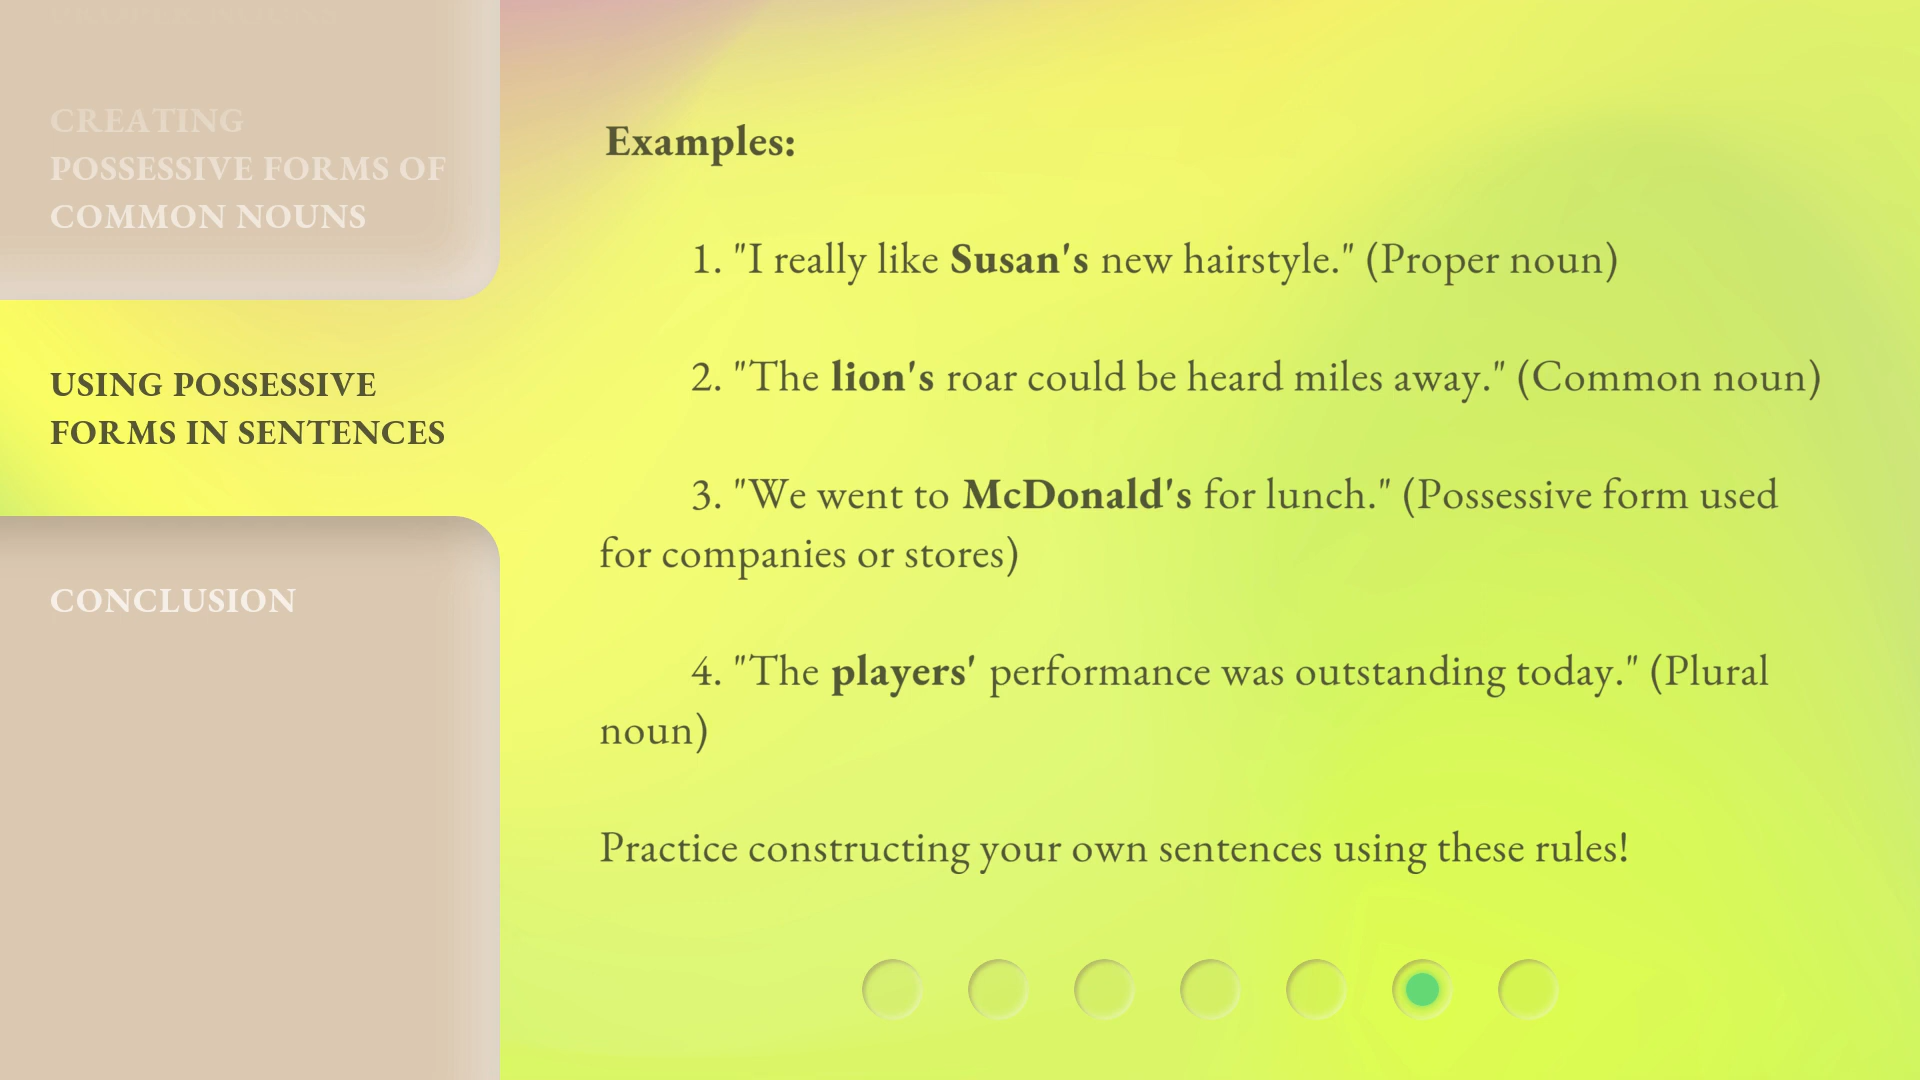 PROPER NOUNS
CREATING
POSSESSIVE FORMS OF
COMMON NOUNS
USING POSSESSIVE
FORMS IN SENTENCES
CONCLUSION
Examples:
1. "I really like Susan's new hairstyle." (Proper noun)
2. "The lion's roar could be heard miles away." (Common noun)
3. "We went to McDonald's for lunch." (Possessive form used
for companies or stores)
4. "The players' performance was outstanding today." (Plural
noun)
Practice constructing your own sentences using these rules!